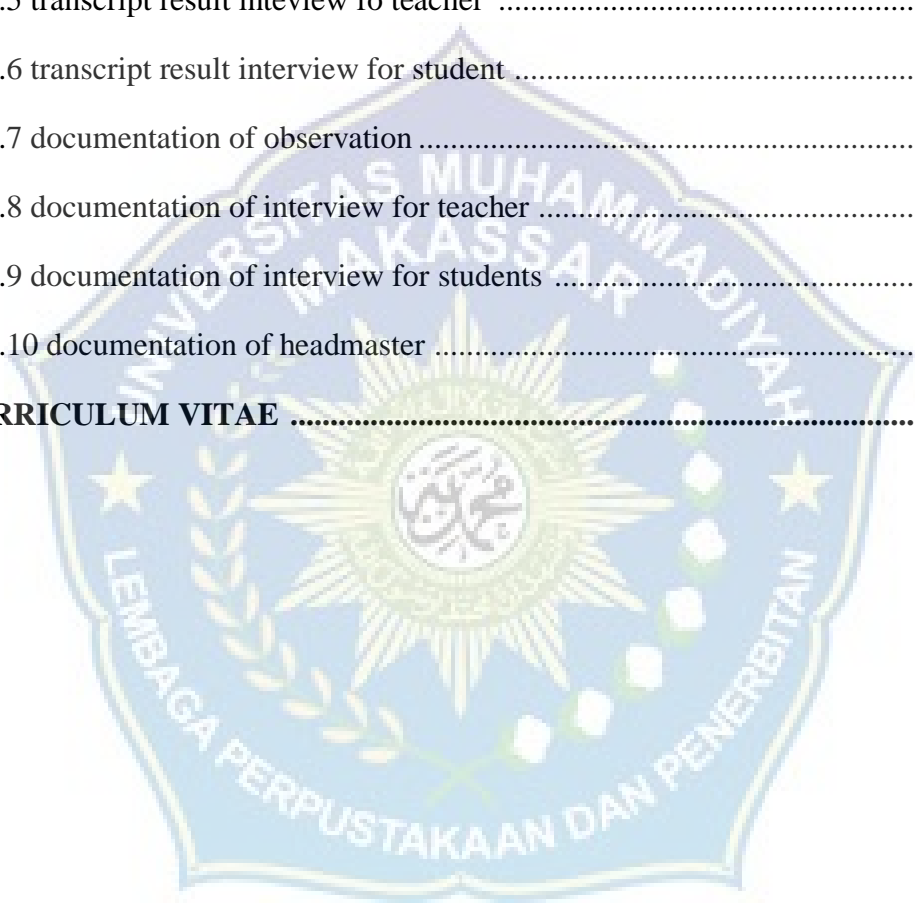 .5 transcript result inteview fo teacher ........................................................................
.6 transcript result interview for student ......................................................................
.7 documentation of observation ....................................................................................
.8 documentation of interview for teacher ................................................................
.9 documentation of interview for students ...............................................................
.10 documentation of headmaster .................................................................................
RRICULUM VITAE ...............................................................................................
UNIVERSITAS MUHAMMADIYAH
MAKASSAR
LEMBAGA PERPUSTAKAAN DAN PENERBITAN